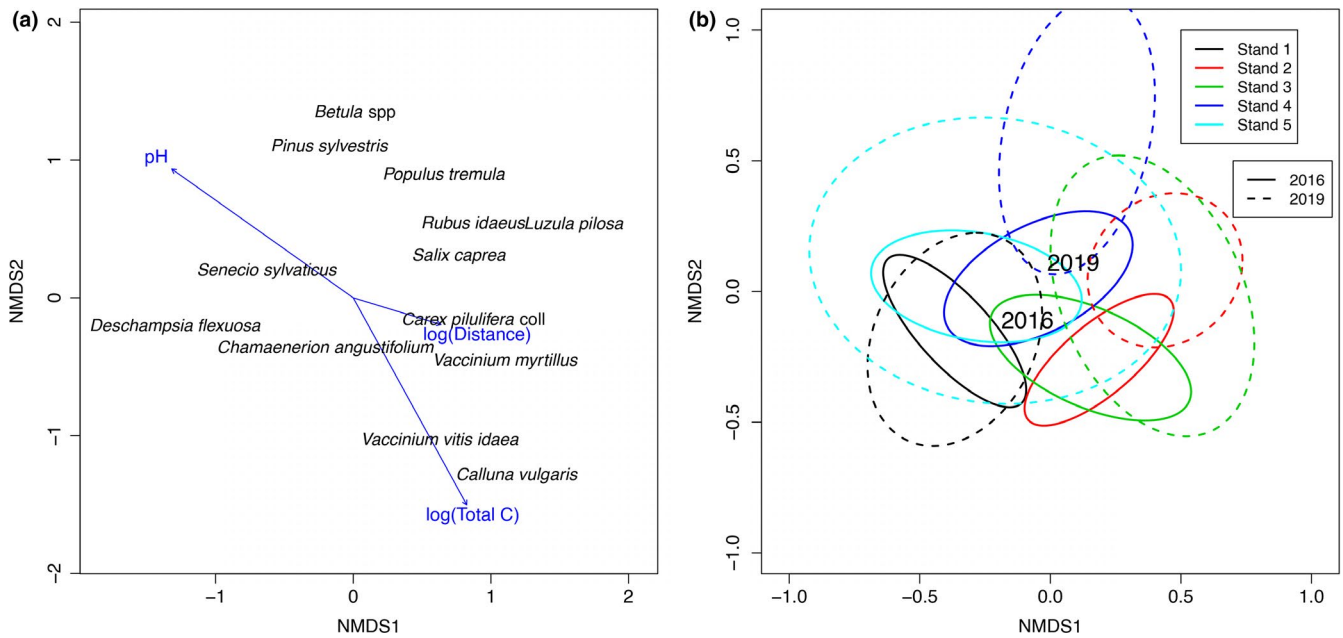 (a)
2
1
0
−1
−2
NMDS2
Betula spp
Pinus sylvestris
pH
Populus tremula
Rubus idaeusLuzula pilosa
Salix caprea
Senecio sylvaticus
Carex pilulifera coll
Deschampsia flexuosa
log(Distance)
Chamaenerion angustifolium
Vaccinium myrtillus
Vaccinium vitis idaea
Calluna vulgaris
log(Total C)
−1 0 1 2
NMDS1
(b)
1.0
0.5
0.0
−0.5
−1.0
NMDS2
Stand 1
Stand 2
Stand 3
Stand 4
Stand 5
2016
2019
2019
2016
−1.0 −0.5 0.0 0.5 1.0
NMDS1